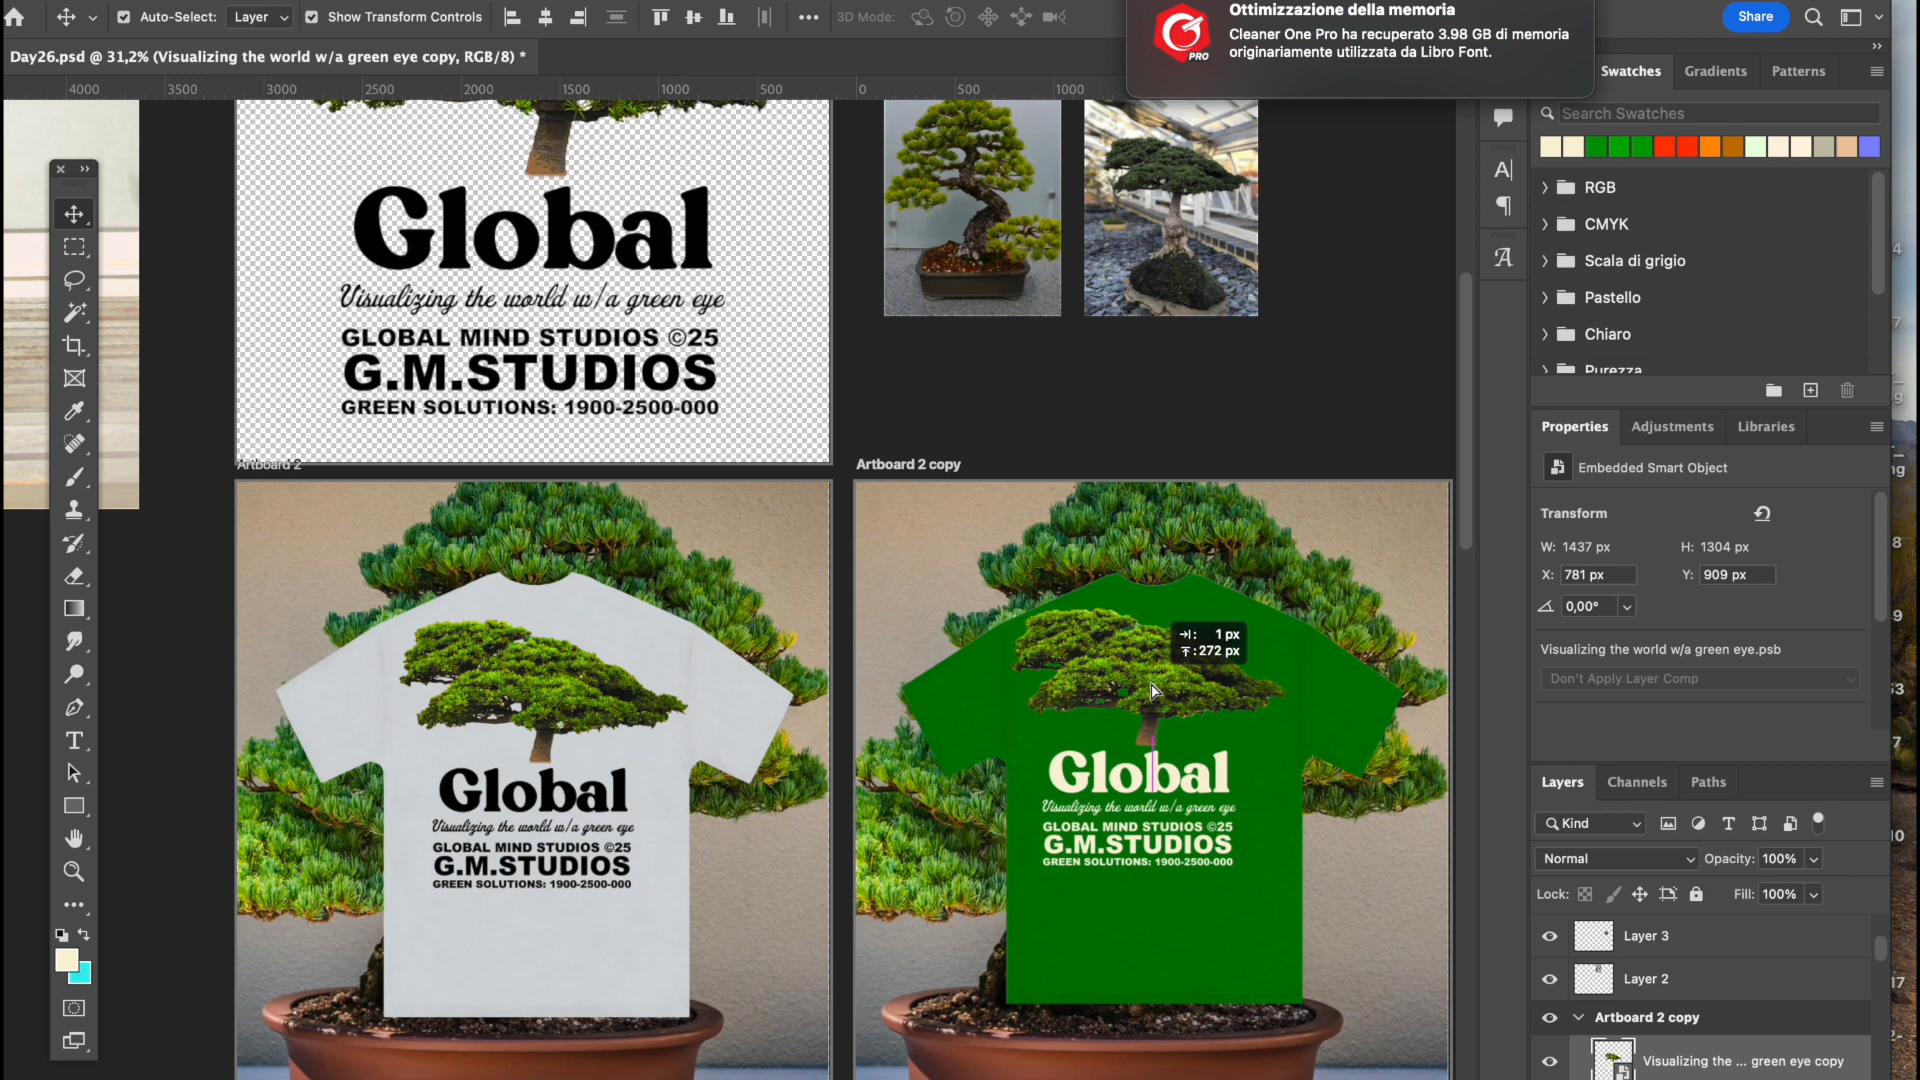 Auto-Select:
Layer
Show Transform Controls
3D Mode:
Ottimizzazione della memoria
Cleaner One Pro ha recuperato 3.98 GB di memoria
originariamente utilizzata da Libro Font.
PRO
Share
Day26.psd @ 31,2% (Visualizing the world w/a green eye copy, RGB/8) *
4000
3500
3000
2500
2000
1500
1000
500
0
500
1000
Swatches
Gradients
Patterns
Search Swatches
RGB
CMYK
Scala di grigio
Pastello
Chiaro
Purezza
Global
Visualizing the world w/a green eye
GLOBAL MIND STUDIOS ©25
G.M.STUDIOS
GREEN SOLUTIONS: 1900-2500-000
Artboard 2
Artboard 2 copy
Global
Visualizing the world w/a green eye
GLOBAL MIND STUDIOS ©25
G.M.STUDIOS
GREEN SOLUTIONS: 1900-2500-000
1 px
272 px
Global
Visualizing the world w/a green eye
GLOBAL MIND STUDIOS ©25
G.M.STUDIOS
GREEN SOLUTIONS: 1900-2500-000
Properties
Adjustments
Libraries
Embedded Smart Object
Transform
W: 1437 px
H: 1304 px
X: 781 px
Y: 909 px
0,00°
Visualizing the world w/a green eye.psb
Don't Apply Layer Comp
Layers
Channels
Paths
Kind
Normal
Opacity: 100%
Lock:
Fill: 100%
Layer 3
Layer 2
Artboard 2 copy
Visualizing the ... green eye copy